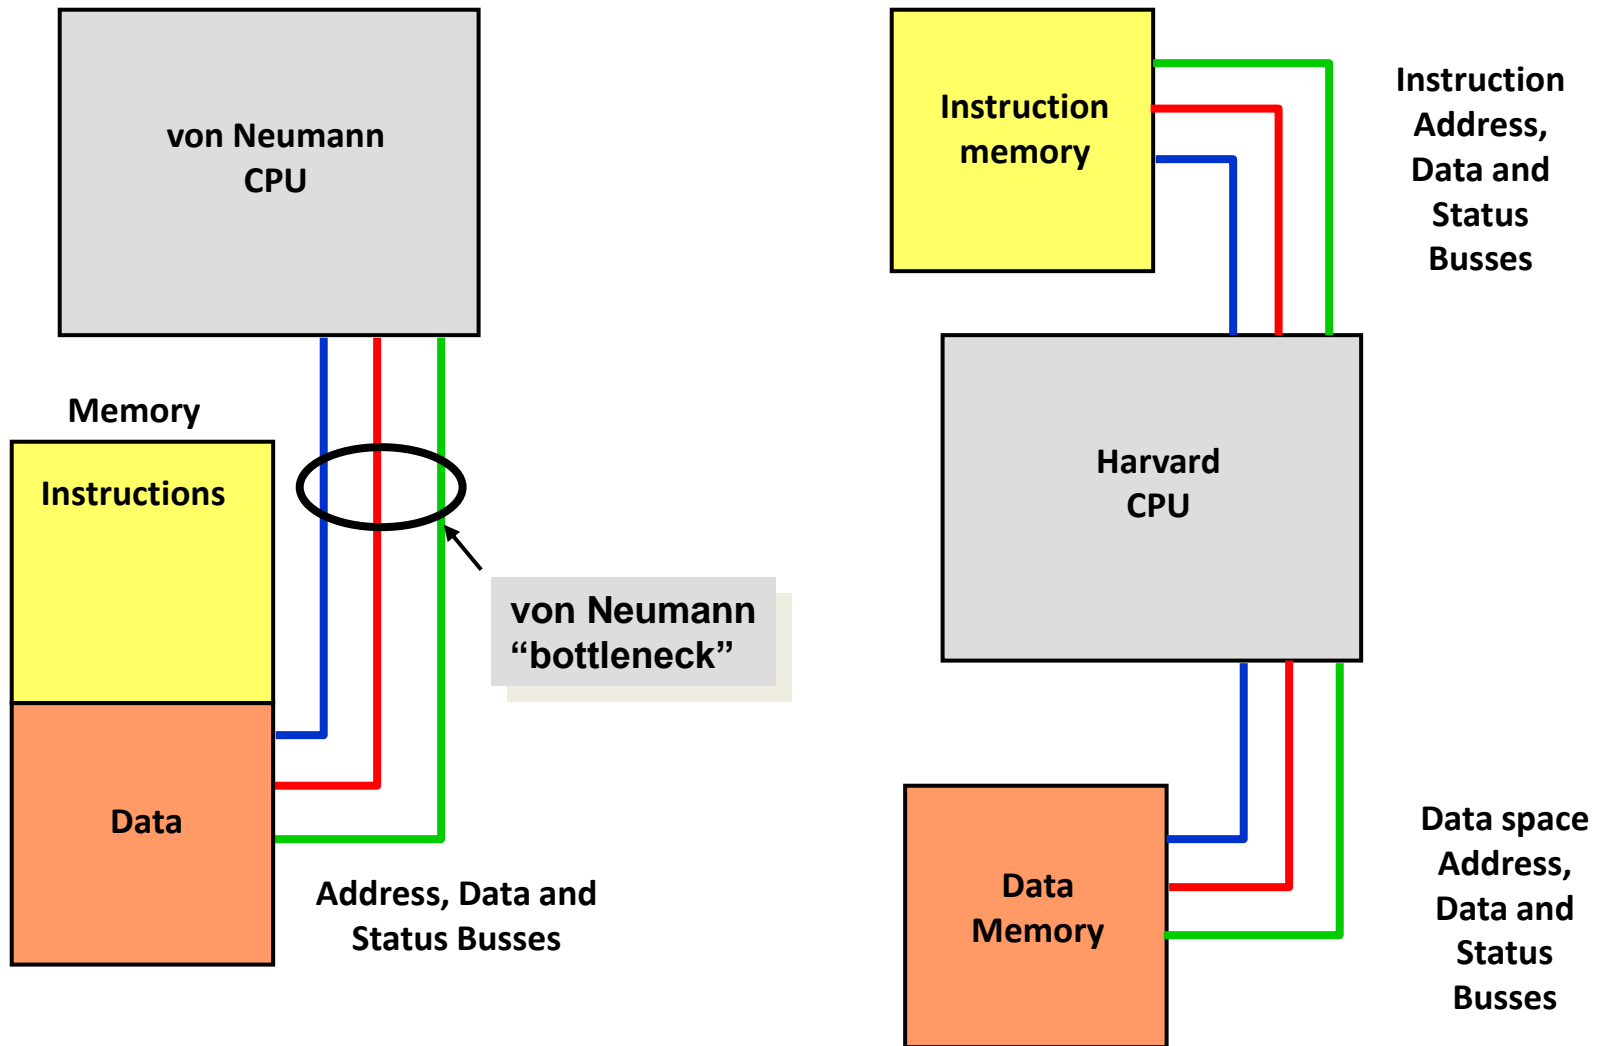 von Neumann
CPU
Memory
Instructions
von Neumann
“bottleneck”
Data
Address, Data and
Status Busses
Instruction
memory
Instruction
Address,
Data and
Status
Busses
Harvard
CPU
Data
Memory
Data space
Address,
Data and
Status
Busses